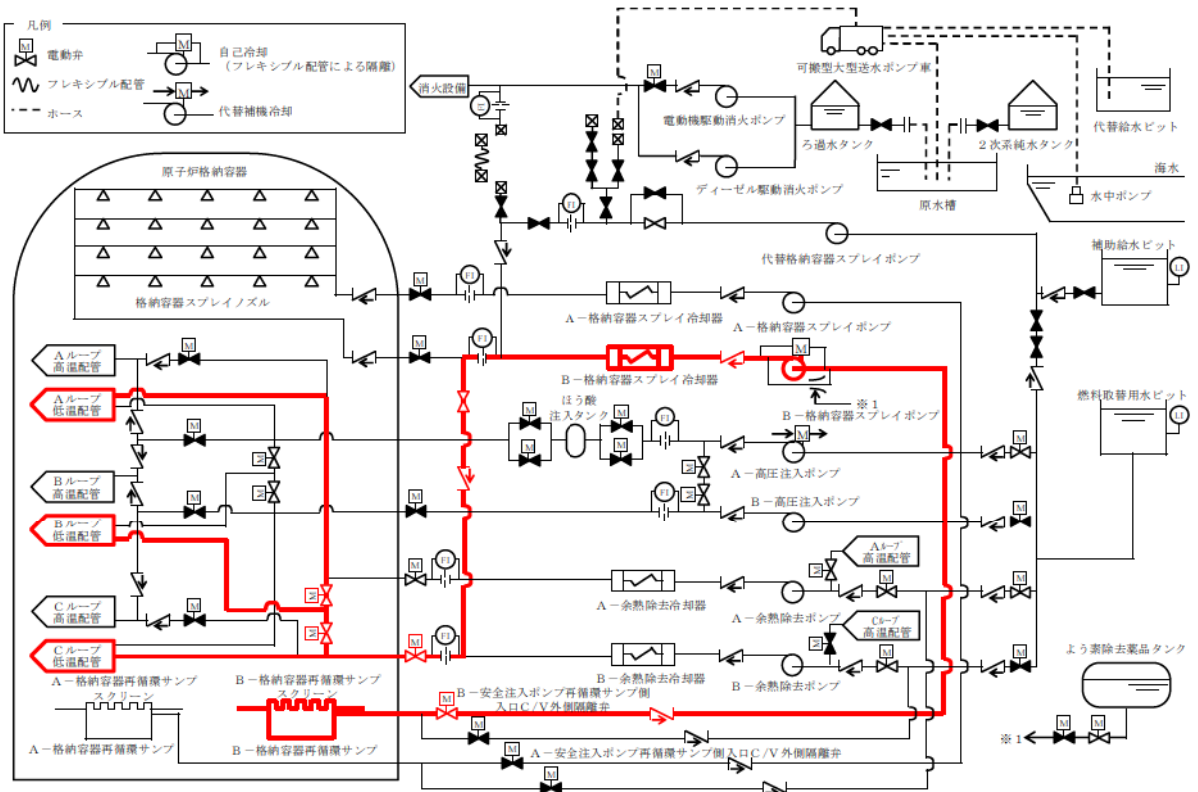 凡例
M
電動弁
フレキシブル配管
ホース
M
自己冷却
(フレキシブル配管による隔離)
M
代替補機冷却
可搬型大型送水ポンプ車
消火設備
FI
M
電動機駆動消火ポンプ
ろ過水タンク
2次系純水タンク
代替給水ピット
ディーゼル駆動消火ポンプ
原水槽
海水
水中ポンプ
FI
原子炉格納容器
格納容器スプレイノズル
代替格納容器スプレイポンプ
補助給水ピット
LI
M
FI
A-格納容器スプレイ冷却器
A-格納容器スプレイポンプ
M
M
FI
B-格納容器スプレイ冷却器
※1
B-格納容器スプレイポンプ
燃料取替用水ピット
LI
Aループ
高温配管
M
Aループ
低温配管
ほう酸
注入タンク
M
M
M
M
M
FI
M
A-高圧注入ポンプ
M
M
M
Bループ
高温配管
M
M
M
M
FI
B-高圧注入ポンプ
M
Bループ
低温配管
Aループ
高温配管
M
M
M
FI
A-余熱除去冷却器
A-余熱除去ポンプ
M
M
Cループ
高温配管
M
M
Cループ
高温配管
M
Cループ
低温配管
M
FI
B-余熱除去冷却器
B-余熱除去ポンプ
M
M
よう素除去薬品タンク
A-格納容器再循環サンプ
スクリーン
B-格納容器再循環サンプ
スクリーン
M
B-安全注入ポンプ再循環サンプ側
入口C/V外側隔離弁
A-格納容器再循環サンプ
B-格納容器再循環サンプ
M
M
A-安全注入ポンプ再循環サンプ側入口C/V外側隔離弁
M
※1
M
M